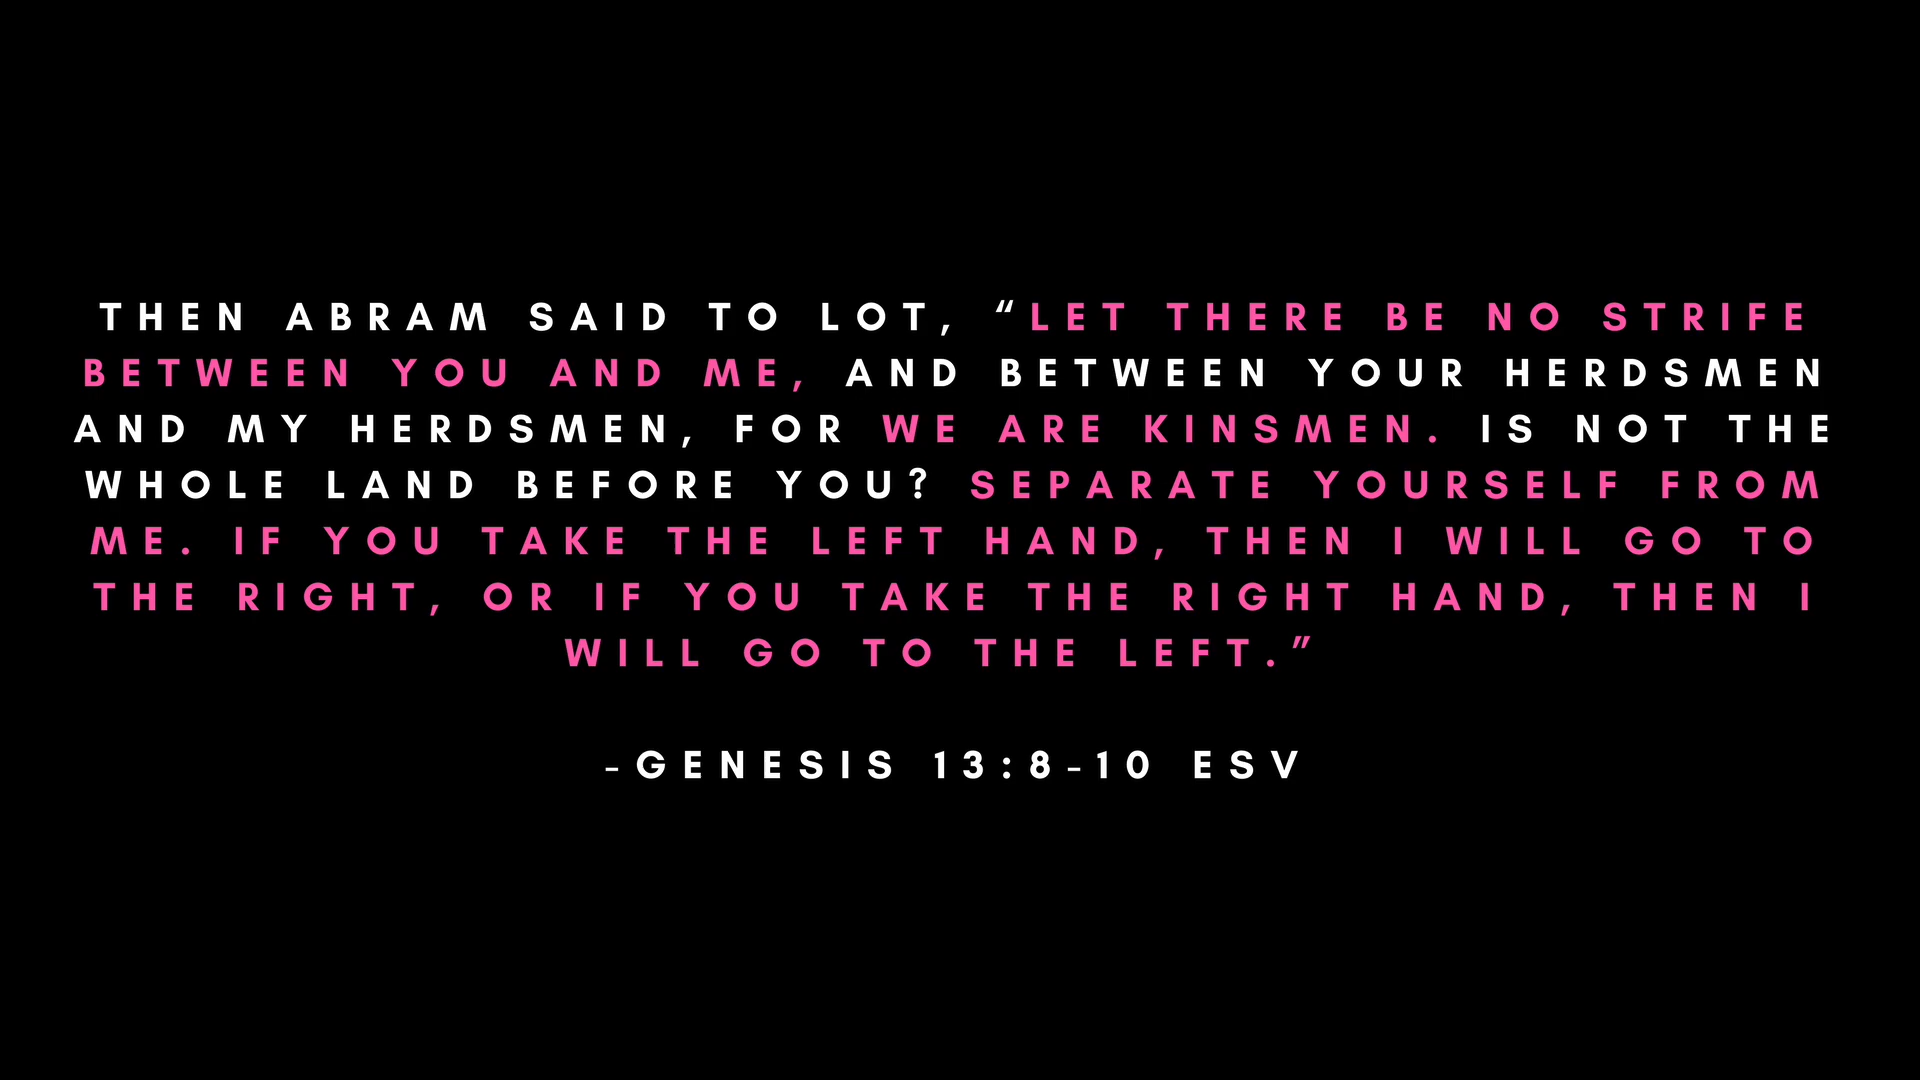 THEN ABRAM SAID TO LOT, “LET THERE BE NO STRIFE
BETWEEN YOU AND ME, AND BETWEEN YOUR HERDSMEN
AND MY HERDSMEN, FOR WE ARE KINSMEN. IS NOT THE
WHOLE LAND BEFORE YOU? SEPARATE YOURSELF FROM
ME. IF YOU TAKE THE LEFT HAND, THEN I WILL GO TO
THE RIGHT, OR IF YOU TAKE THE RIGHT HAND, THEN I
WILL GO TO THE LEFT.”
-GENESIS 13:8-10 ESV